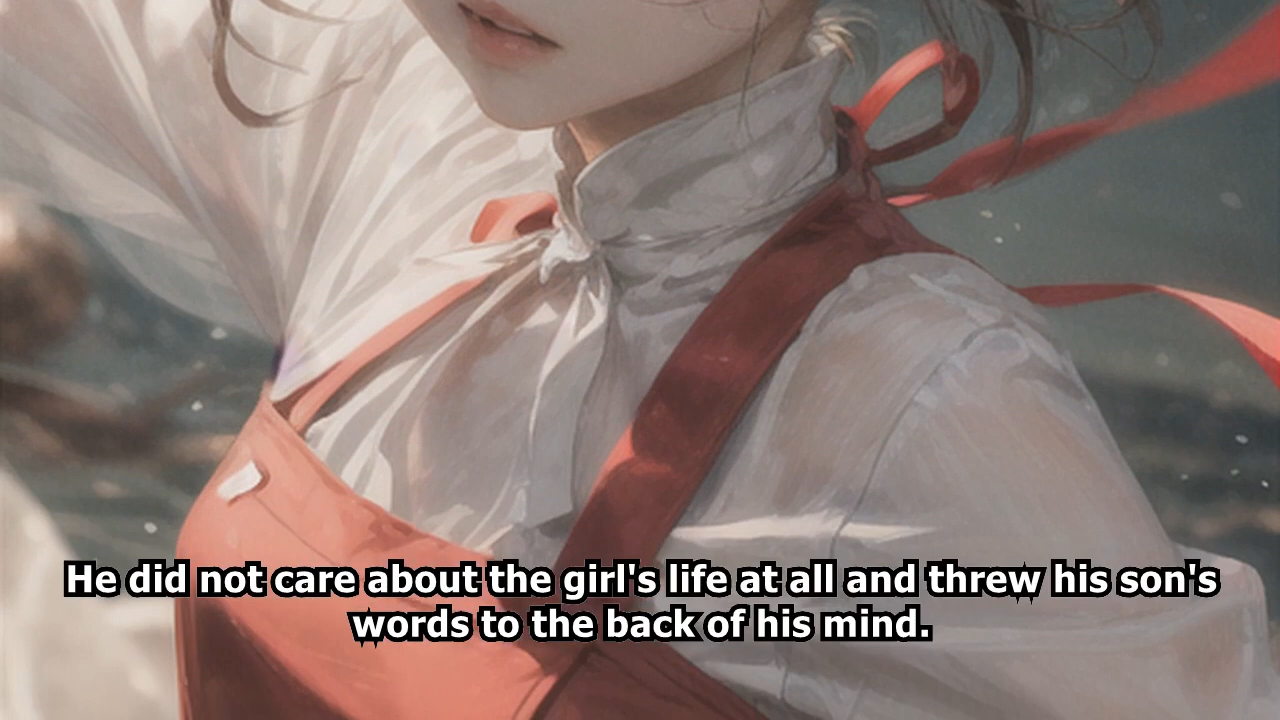 He did not care about the girl's life at all and threw his son's
words to the back of his mind.